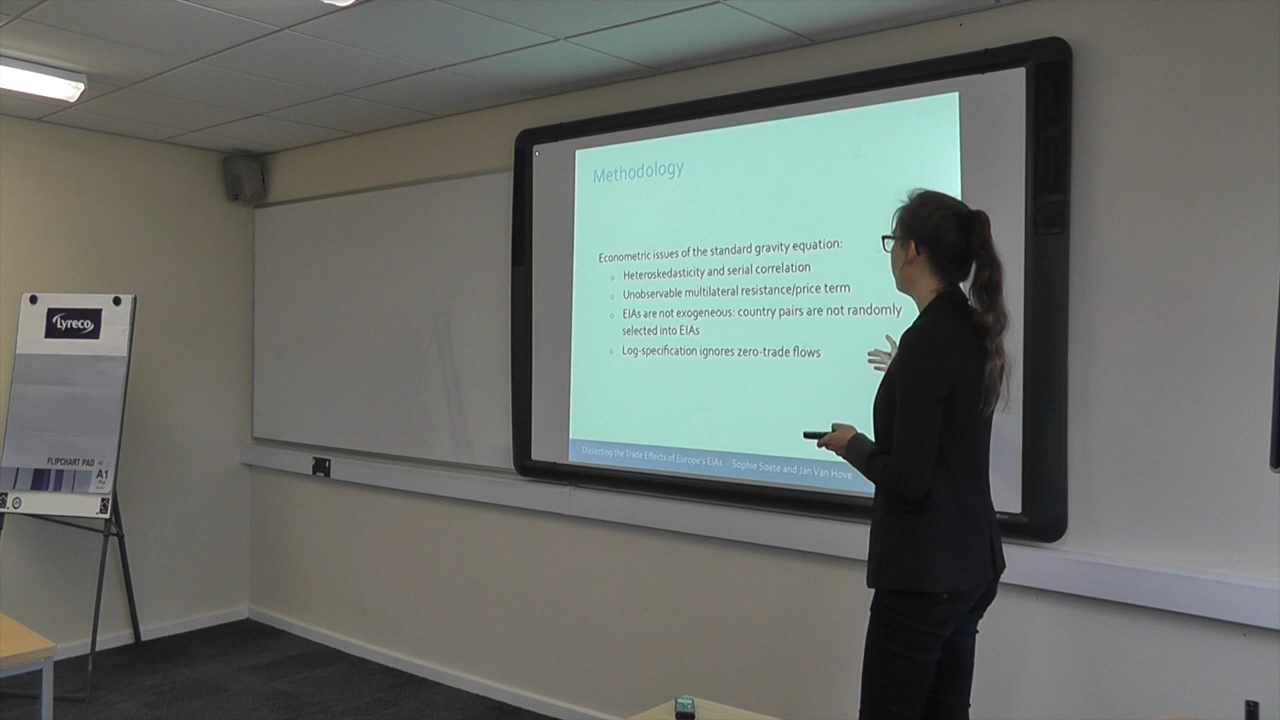 Methodology
Econometric issues of the standard gravity equation:
Heteroskedasticity and serial correlation
Unobservable multilateral resistance/price term
EIAs are not exogeneous: country pairs are not randomly
selected into EIAs
Log-specification ignores zero-trade flows
Dissecting the Trade Effects of Europe's EIAs - Sophie Soete and Jan Van Hove
Lyreco
FLIPCHART PAD
A1